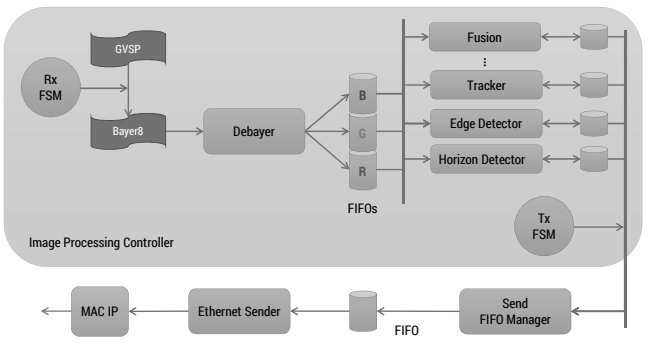 GVSP
Rx
FSM
Bayer8
Debayer
B
G
R
FIFOs
Fusion
⋮
Tracker
Edge Detector
Horizon Detector
Tx
FSM
Image Processing Controller
MAC IP
Ethernet Sender
FIFO
Send
FIFO Manager